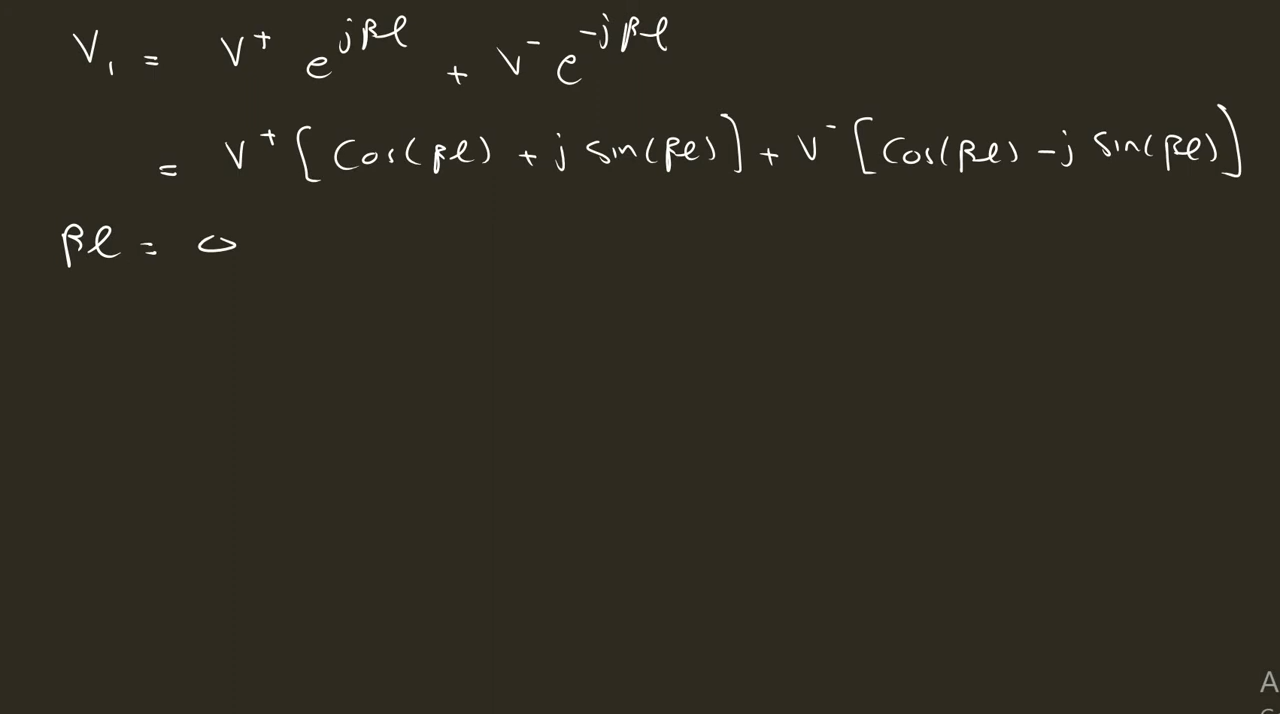 V₁ = V⁺ e^{jβℓ} + V⁻ e^{-jβℓ}
= V⁺ [Cos(βℓ) + j Sin(βℓ)] + V⁻ [Cos(βℓ) - j Sin(βℓ)]
βℓ = 0
A